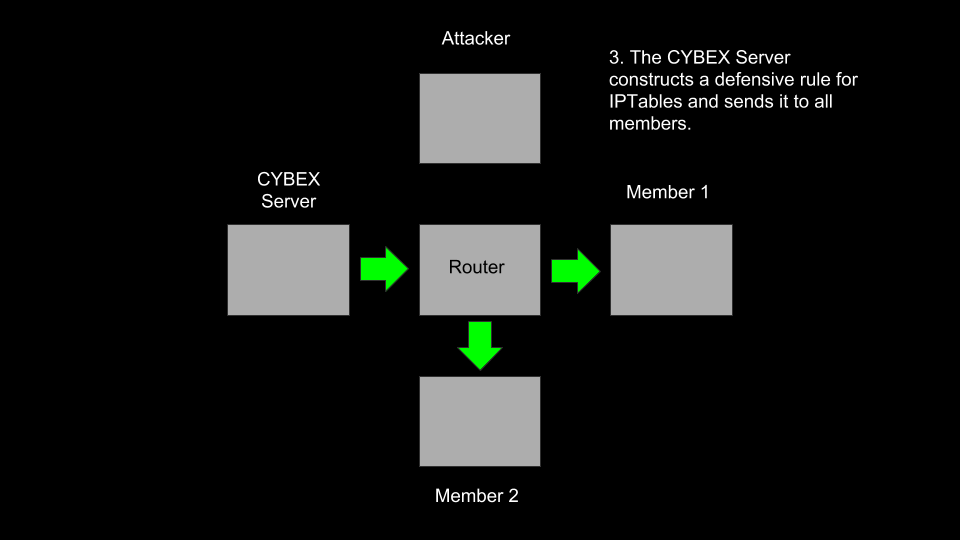 Attacker
3. The CYBEX Server
constructs a defensive rule for
IPTables and sends it to all
members.
CYBEX
Server
Member 1
Router
Member 2